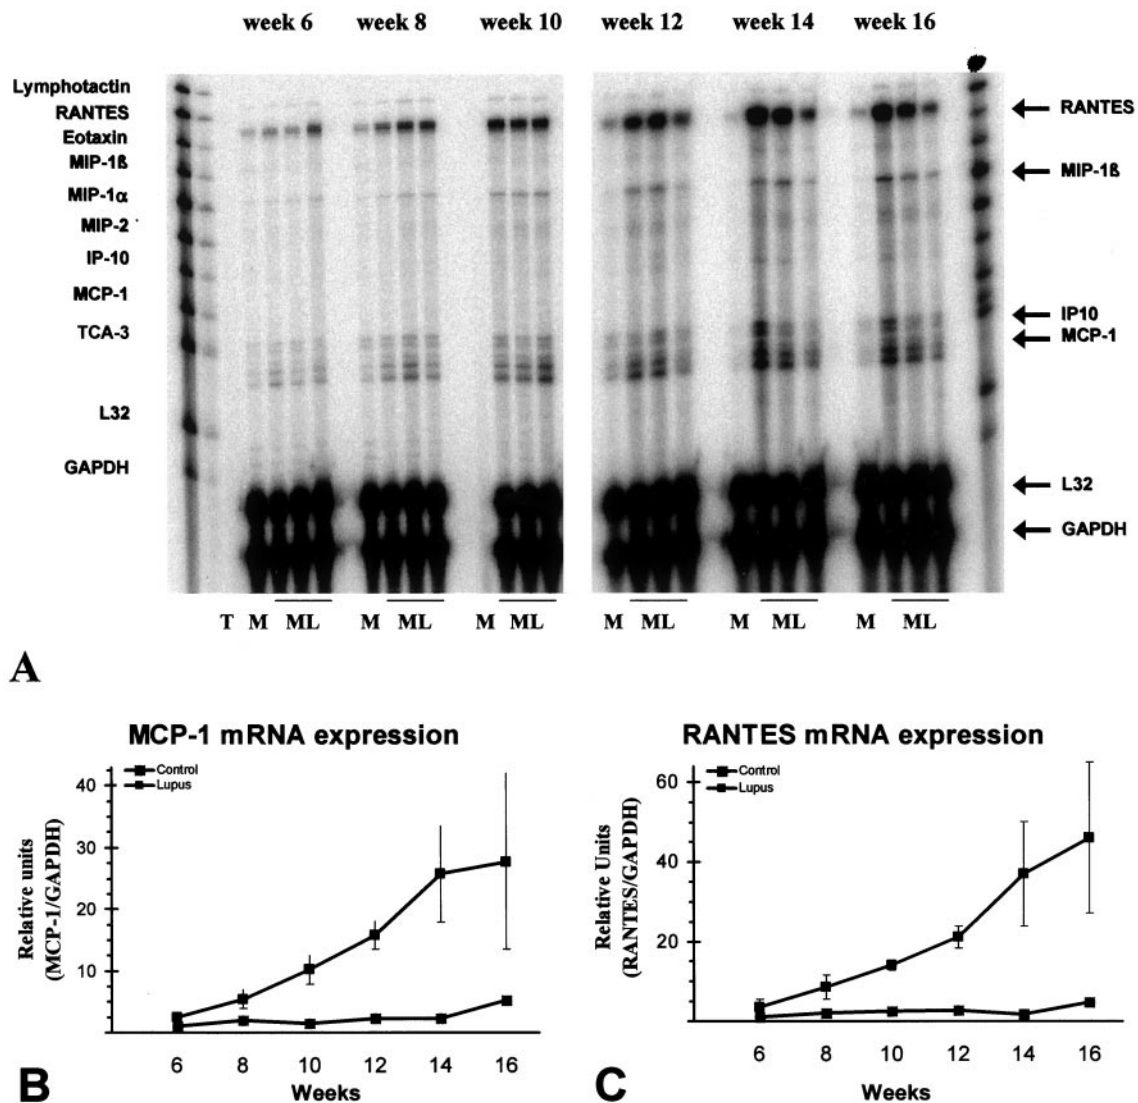 week 6 week 8 week 10 week 12 week 14 week 16
Lymphotactin
RANTES
Eotaxin
MIP-1ß
MIP-1α
MIP-2
IP-10
MCP-1
TCA-3
L32
GAPDH
RANTES
MIP-1ß
IP10
MCP-1
L32
GAPDH
T M ML M ML M ML M ML M ML M ML
A
MCP-1 mRNA expression
Control
Lupus
Relative units
(MCP-1/GAPDH)
40
30
20
10
6 8 10 12 14 16
Weeks
B
RANTES mRNA expression
Control
Lupus
Relative Units
(RANTES/GAPDH)
60
40
20
6 8 10 12 14 16
Weeks
C